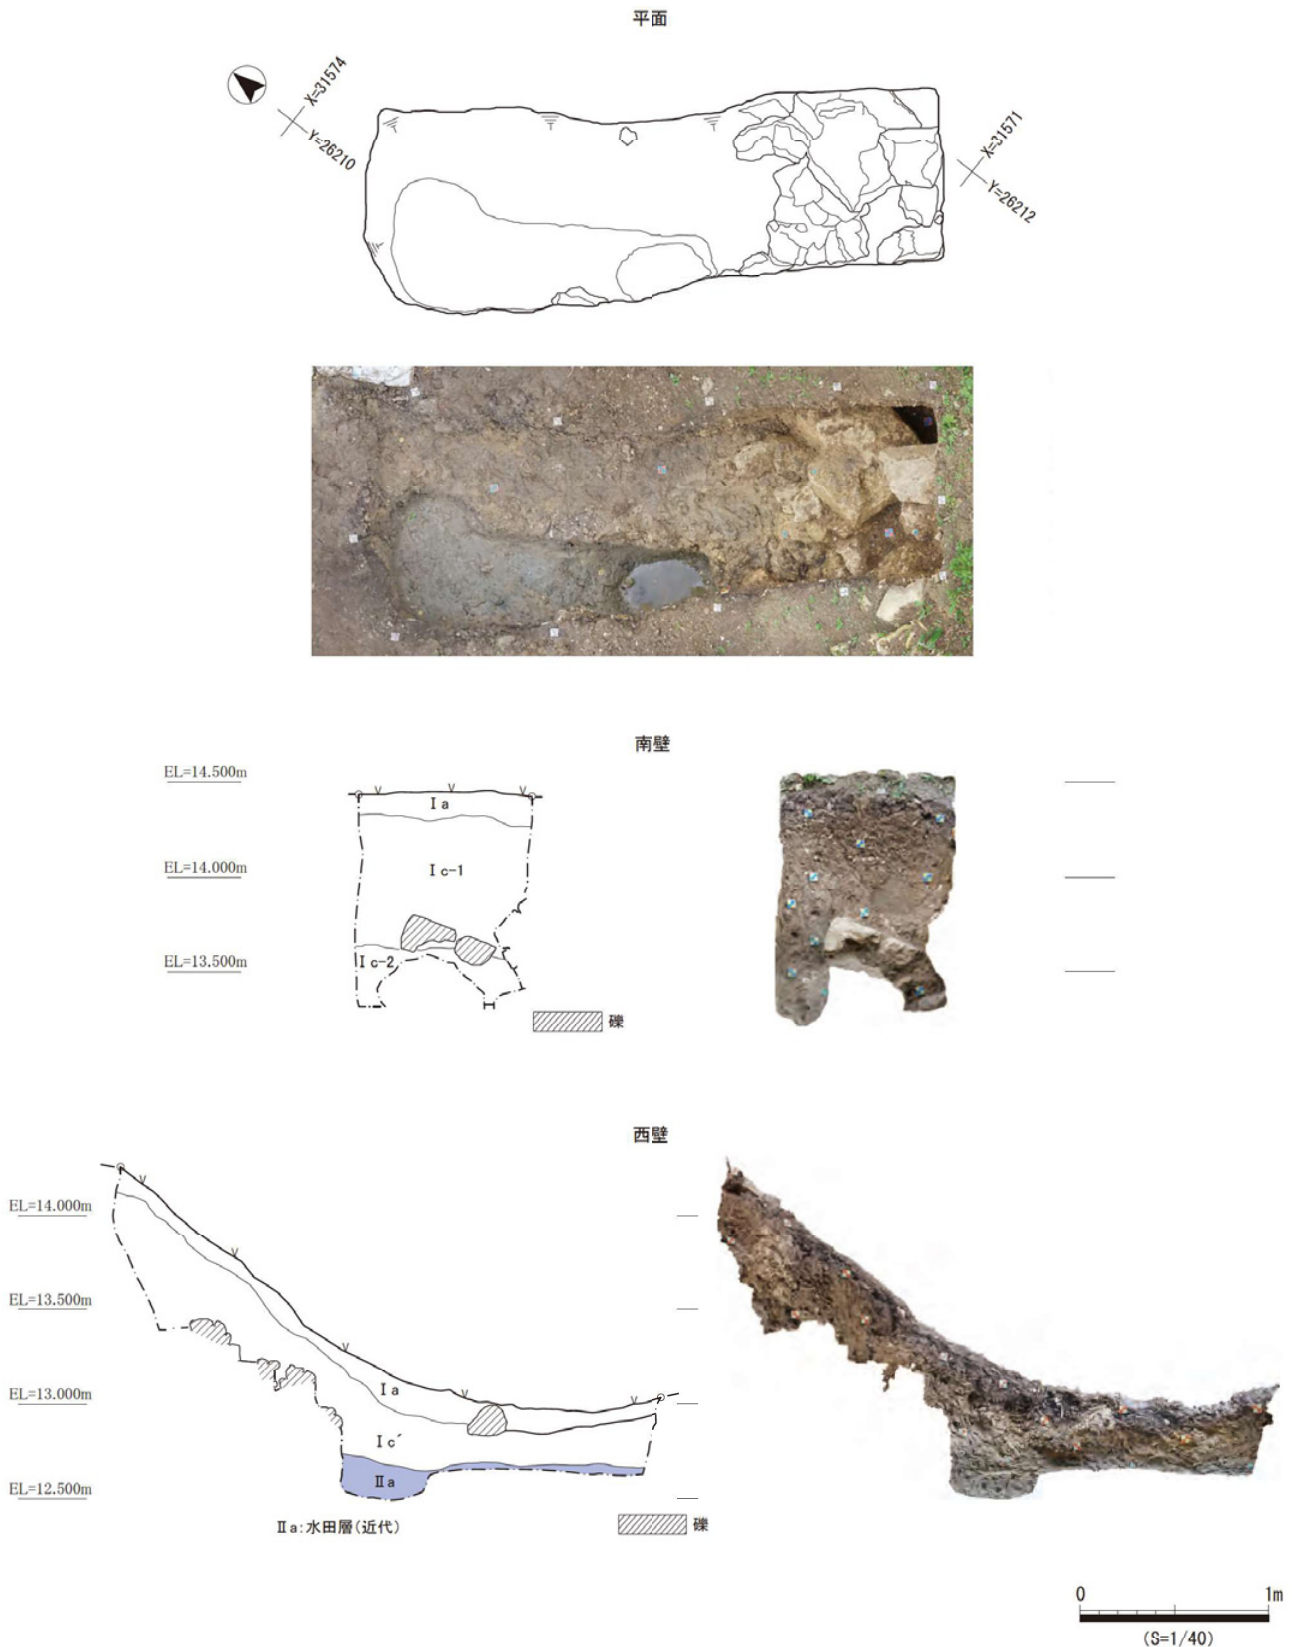 平面
X=31574
Y=26210
X=31571
Y=26212
南壁
EL=14.500m
EL=14.000m
EL=13.500m
Ⅰa
Ⅰc-1
Ⅰc-2
礫
西壁
EL=14.000m
EL=13.500m
EL=13.000m
EL=12.500m
Ⅰa
Ⅰc´
Ⅱa
Ⅱa:水田層(近代)
礫
0 1m
(S=1/40)